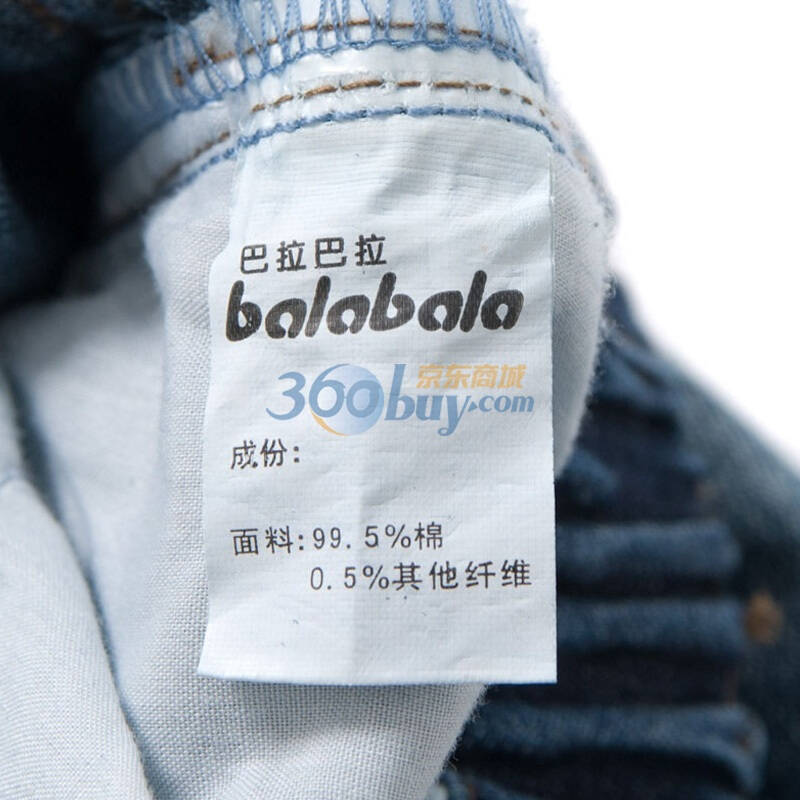 巴拉巴拉
balabala
京东商城
360buy.com
成份:
面料:99.5%棉
0.5%其他纤维